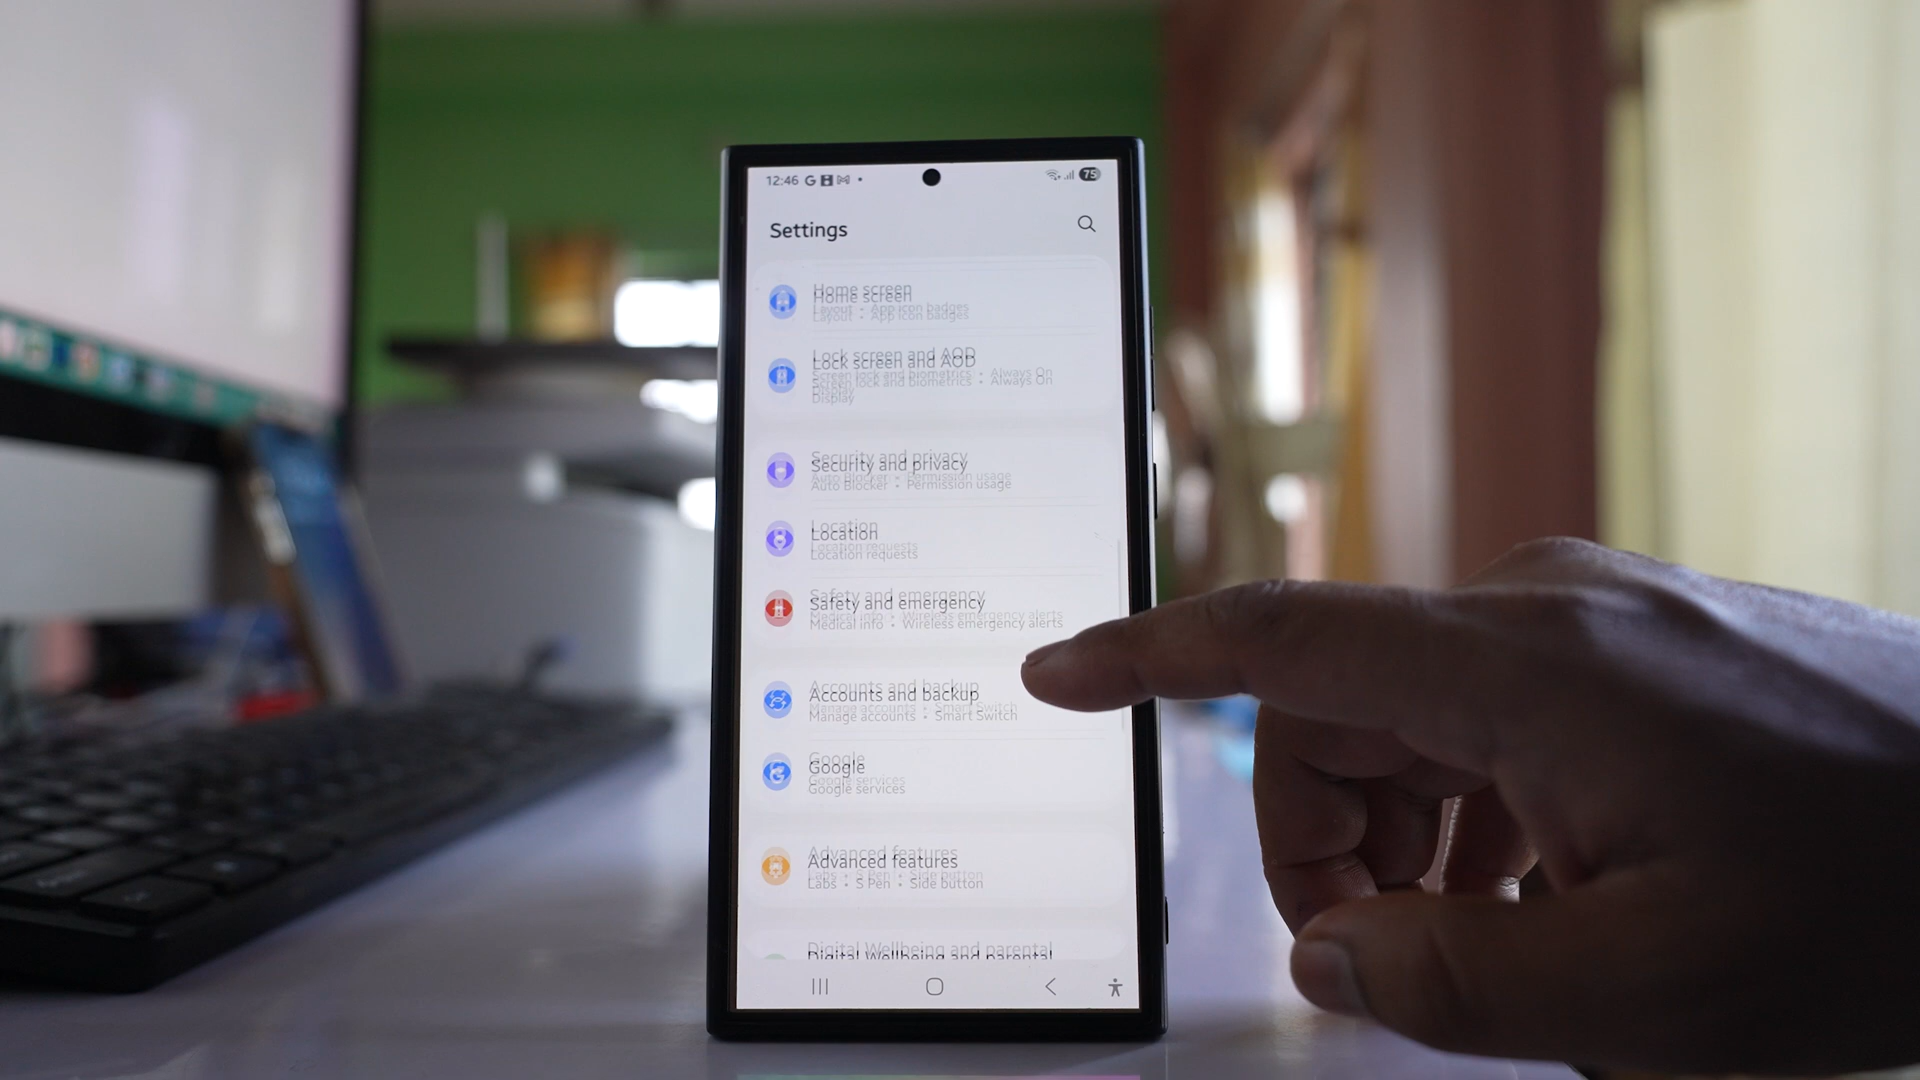 12:46
75
Settings
Home screen
Layout • App icon badges
Lock screen and AOD
Screen lock and biometrics • Always On
Display
Security and privacy
Auto Blocker • Permission usage
Location
Location requests
Safety and emergency
Medical info • Wireless emergency alerts
Accounts and backup
Manage accounts • Smart Switch
Google
Google services
Advanced features
Labs • S Pen • Side button
Digital Wellbeing and parental